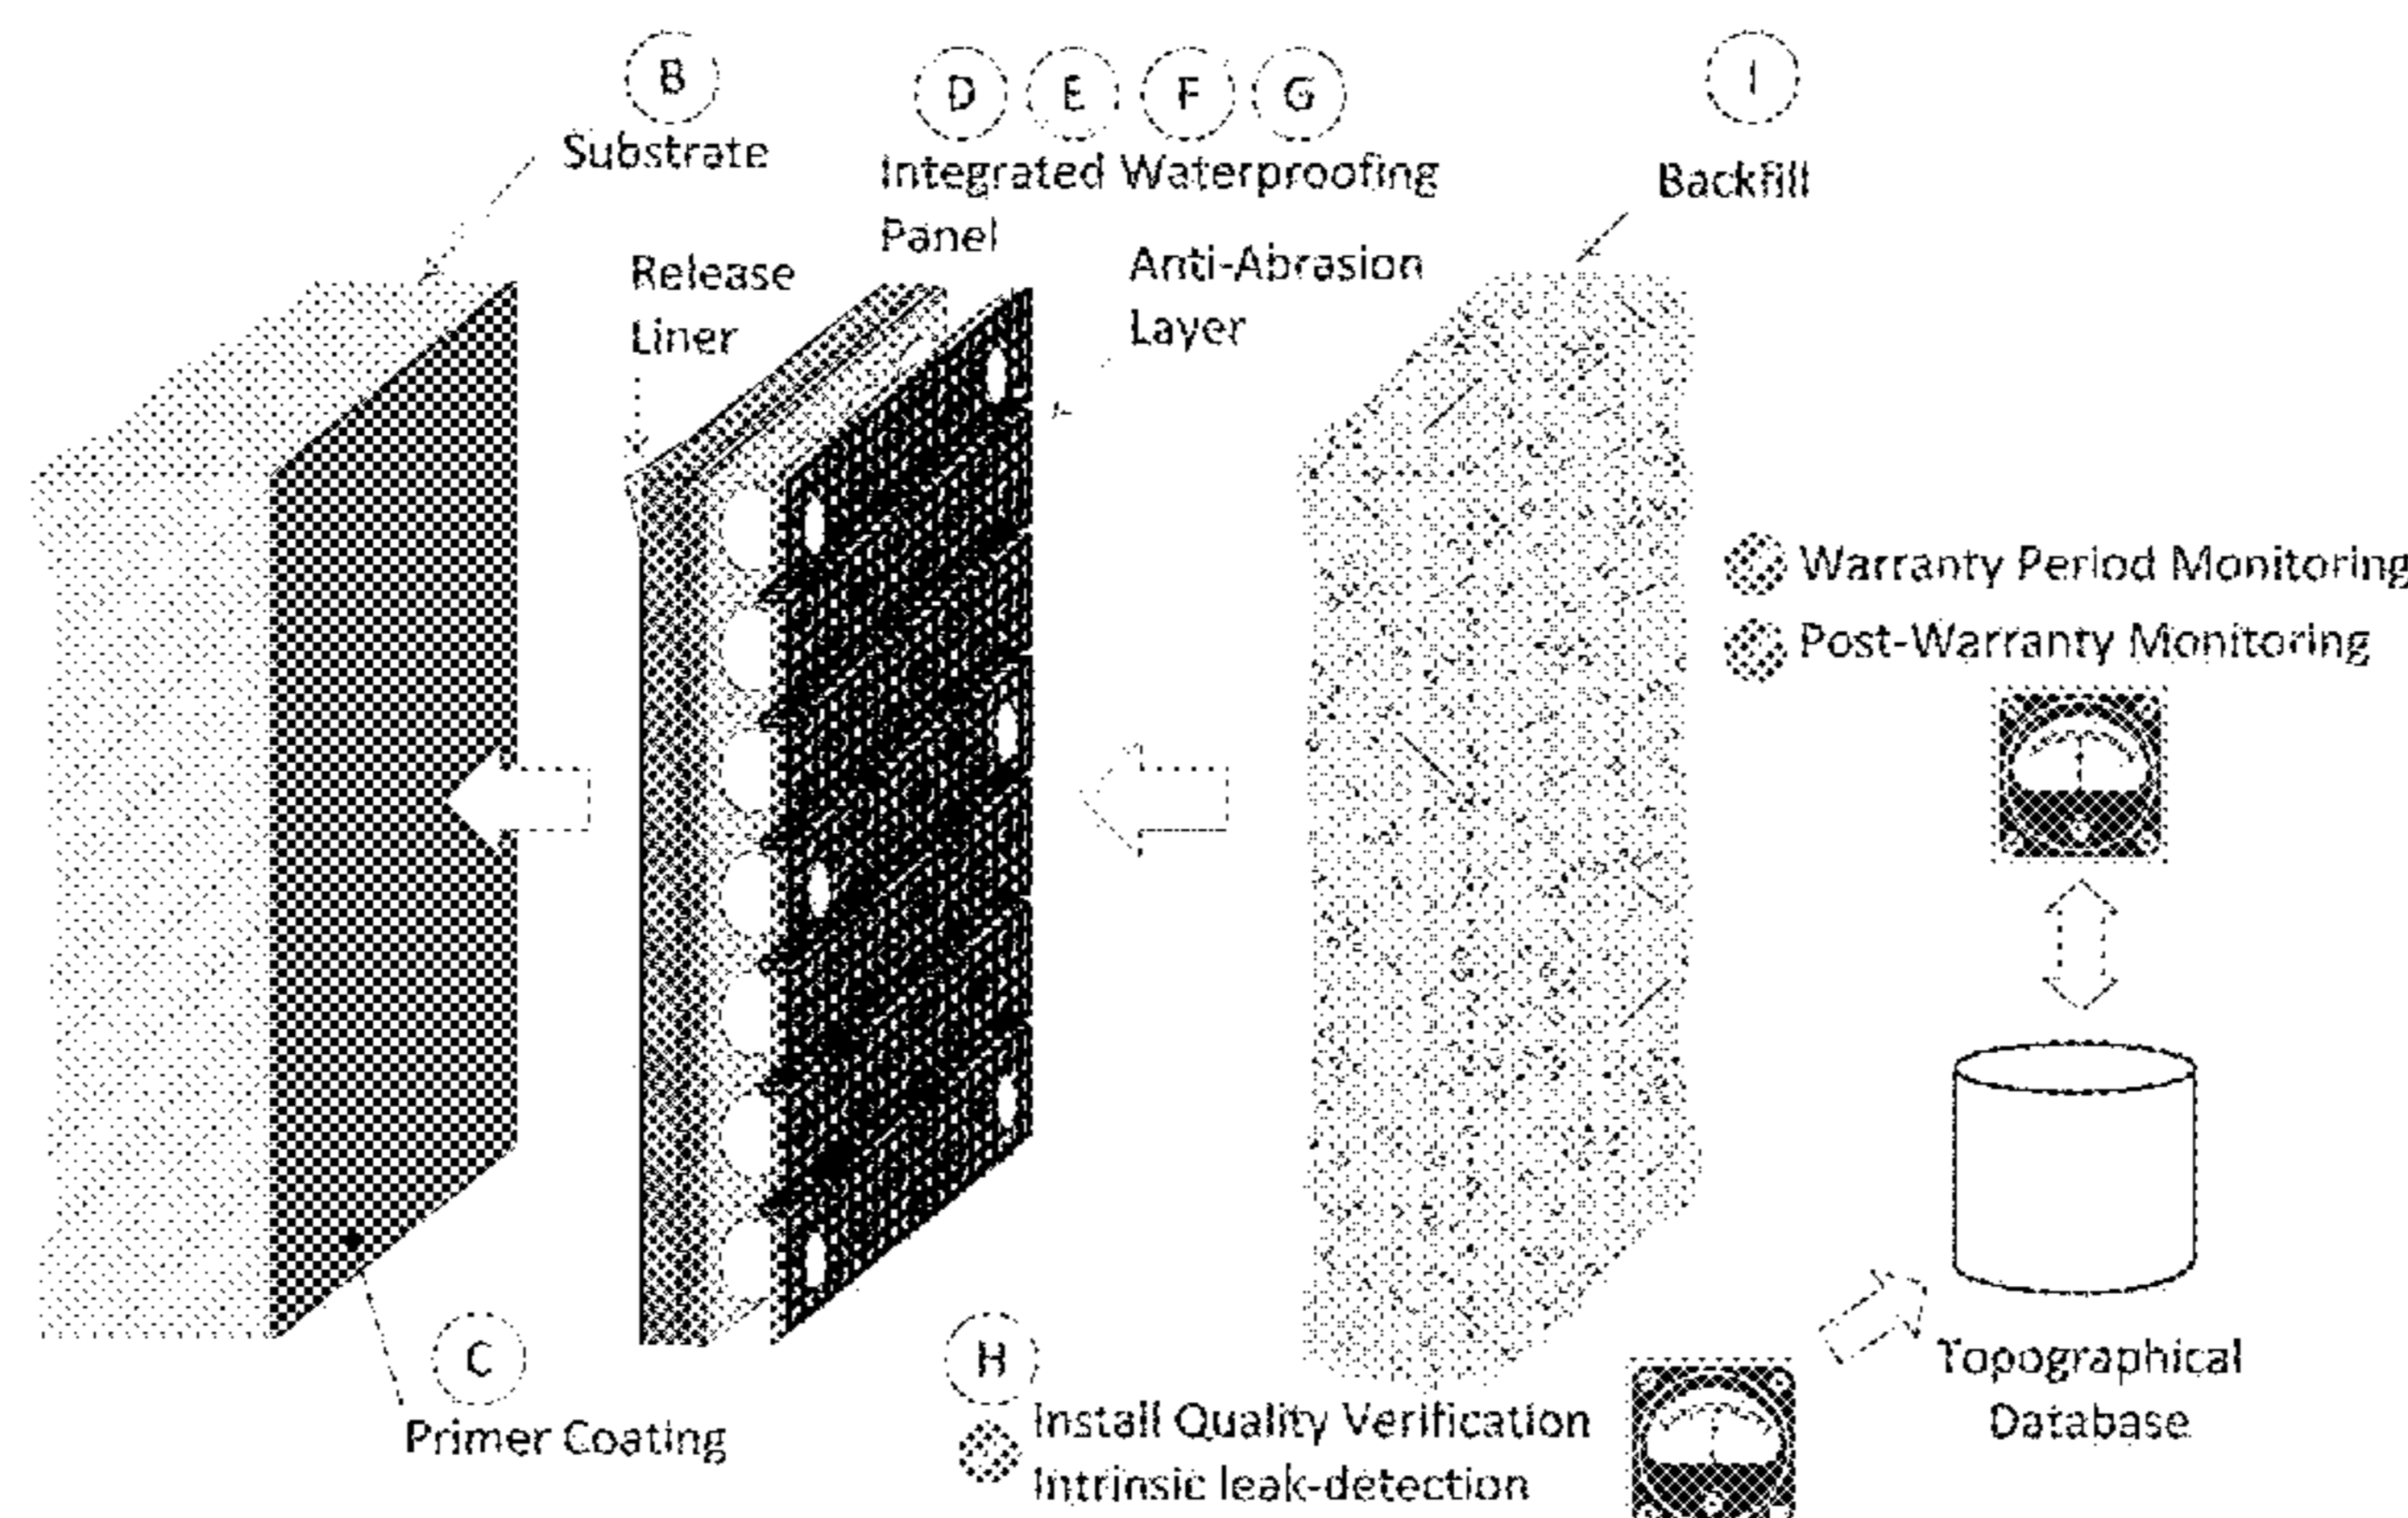 B
Substrate
D E F G
Integrated Waterproofing
Panel
I
Backfill
Release
Liner
Anti-Abrasion
Layer
Warranty Period Monitoring
Post-Warranty Monitoring
C
Primer Coating
H
Install Quality Verification
Intrinsic leak-detection
Topographical
Database